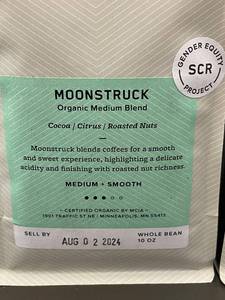 GENDER EQUITY
SCR
PROJECT
MOONSTRUCK
Organic Medium Blend
Cocoa / Citrus / Roasted Nuts
Moonstruck blends coffees for a smooth
and sweet experience, highlighting a delicate
acidity and finishing with roasted nut richness.
MEDIUM + SMOOTH
– CERTIFIED ORGANIC BY MCIA –
1901 TRAFFIC ST NE / MINNEAPOLIS, MN 55413
SELL BY
AUG 02 2024
WHOLE BEAN
10 OZ